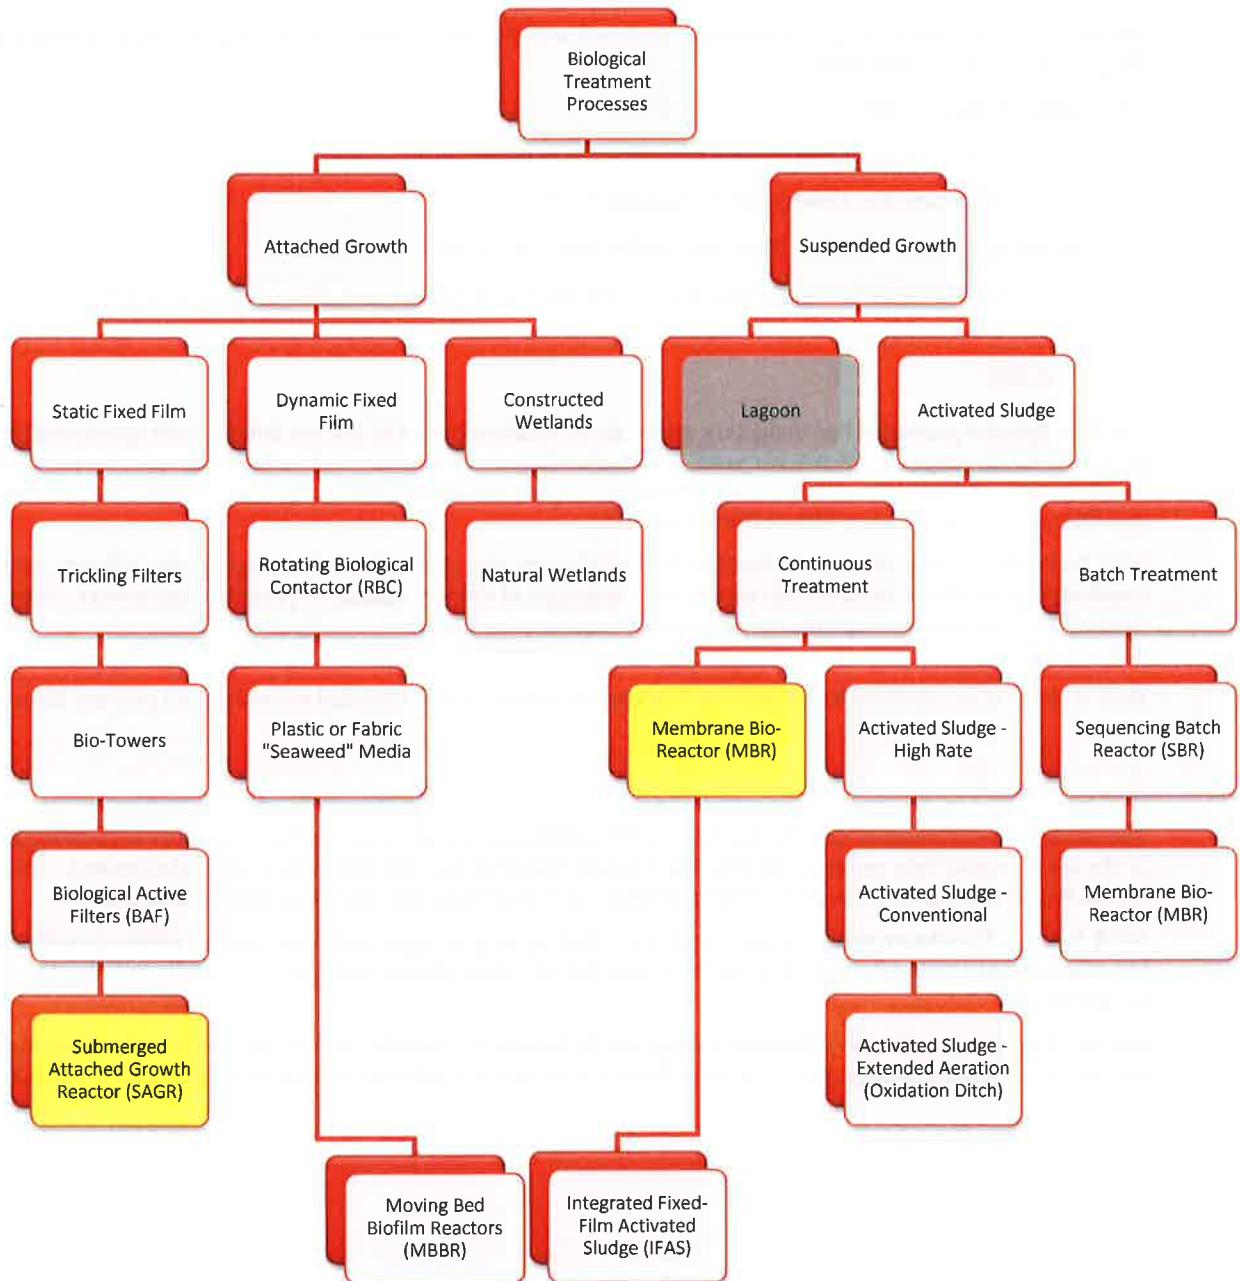 Biological
Treatment
Processes
Attached Growth
Suspended Growth
Static Fixed Film
Dynamic Fixed
Film
Constructed
Wetlands
Lagoon
Activated Sludge
Trickling Filters
Rotating Biological
Contactor (RBC)
Natural Wetlands
Continuous
Treatment
Batch Treatment
Bio-Towers
Plastic or Fabric
"Seaweed" Media
Membrane Bio-
Reactor (MBR)
Activated Sludge -
High Rate
Sequencing Batch
Reactor (SBR)
Biological Active
Filters (BAF)
Activated Sludge -
Conventional
Membrane Bio-
Reactor (MBR)
Submerged
Attached Growth
Reactor (SAGR)
Activated Sludge -
Extended Aeration
(Oxidation Ditch)
Moving Bed
Biofilm Reactors
(MBBR)
Integrated Fixed-
Film Activated
Sludge (IFAS)